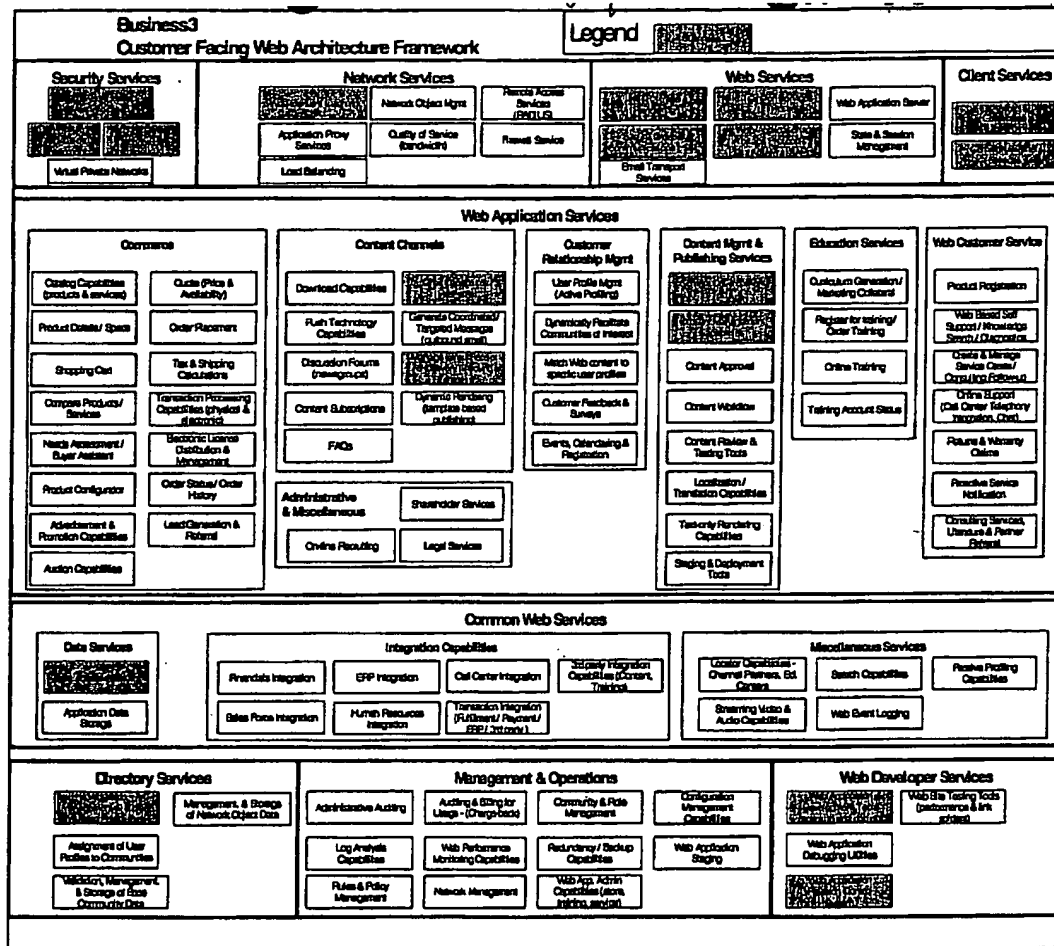 Business3
Customer Facing Web Architecture Framework
Legend
Security Services
Virtual Private Networks
Network Services
Network Object Mgmt
Remote Access
Services
(RADIUS)
Application Proxy
Services
Quality of Service
(bandwidth)
Firewall Service
Load Balancing
Web Services
Web Application Server
State & Session
Management
Email Transport
Services
Client Services
Web Application Services
Commerce
Catalog Capabilities
(products & services)
Quote (Price &
Availability)
Product Details / Specs
Order Placement
Shopping Cart
Tax & Shipping
Calculations
Compare Products /
Services
Transaction Processing
Capabilities (physical &
electronic)
Needs Assessment /
Buyer Assistant
Electronic License
Distribution &
Management
Product Configurator
Order Status / Order
History
Advertisement &
Promotion Capabilities
Lead Generation &
Referral
Auction Capabilities
Content Channels
Download Capabilities
Push Technology
Capabilities
Generate Coordinated /
Targeted Messages
(outbound email)
Discussion Forums
(newsgroups)
Content Subscriptions
Dynamic Rendering
(template based
publishing)
FAQs
Administrative
& Miscellaneous
Shareholder Services
On-line Recruiting
Legal Services
Customer
Relationship Mgmt
User Profile Mgmt
(Active Profiling)
Dynamically Facilitate
Communities of Interest
Match Web content to
specific user profiles
Customer Feedback &
Surveys
Events, Calendaring &
Registration
Content Mgmt &
Publishing Services
Content Approval
Content Workflow
Content Review &
Testing Tools
Localization /
Translation Capabilities
Text-only Rendering
Capabilities
Staging & Deployment
Tools
Education Services
Curriculum Generation /
Marketing Collateral
Register for training /
Order Training
Online Training
Training Account Status
Web Customer Service
Product Registration
Web Based Self
Support / Knowledge
Search / Diagnostics
Create & Manage
Service Cases /
Consulting Followup
Online Support
(Call Center Telephony
Integration, Chat)
Returns & Warranty
Claims
Proactive Service
Notification
Consulting Services,
Literature & Partner
Referral
Common Web Services
Data Services
Application Data
Storage
Integration Capabilities
Financials Integration
ERP Integration
Call Center Integration
3rd party Integration
Capabilities (Content,
Training)
Sales Force Integration
Human Resources
Integration
Transaction Integration
(Fulfillment / Payment /
ERP / 3rd party)
Miscellaneous Services
Locator Capabilities -
Channel Partners, Ed.
Centers
Search Capabilities
Passive Profiling
Capabilities
Streaming Video &
Audio Capabilities
Web Event Logging
Directory Services
Management, & Storage
of Network Object Data
Assignment of User
Profiles to Communities
Validation, Management,
& Storage of Base
Community Data
Management & Operations
Administrative Auditing
Auditing & Billing for
Usage - (Charge-back)
Community & Role
Management
Configuration
Management
Capabilities
Log Analysis
Capabilities
Web Performance
Monitoring Capabilities
Redundancy / Backup
Capabilities
Web Application
Staging
Rules & Policy
Management
Network Management
Web App. Admin
Capabilities (store,
training, service)
Web Developer Services
Web Site Testing Tools
(performance & link
Web Application
Debugging Utilities